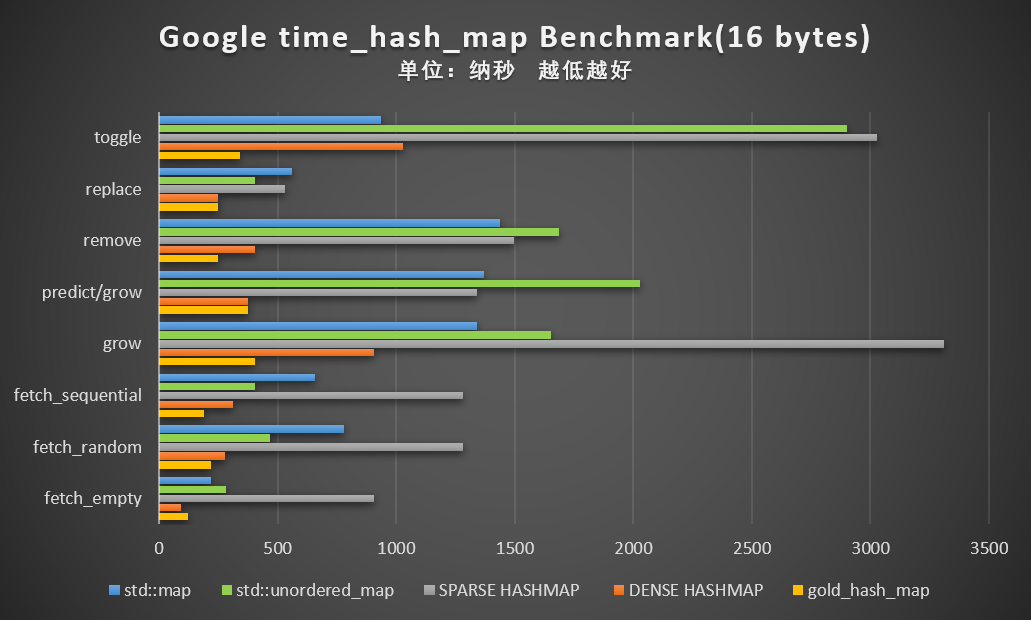 Google time_hash_map Benchmark(16 bytes)
单位：纳秒 越低越好
toggle
replace
remove
predict/grow
grow
fetch_sequential
fetch_random
fetch_empty
0 500 1000 1500 2000 2500 3000 3500
std::map std::unordered_map SPARSE HASHMAP DENSE HASHMAP gold_hash_map